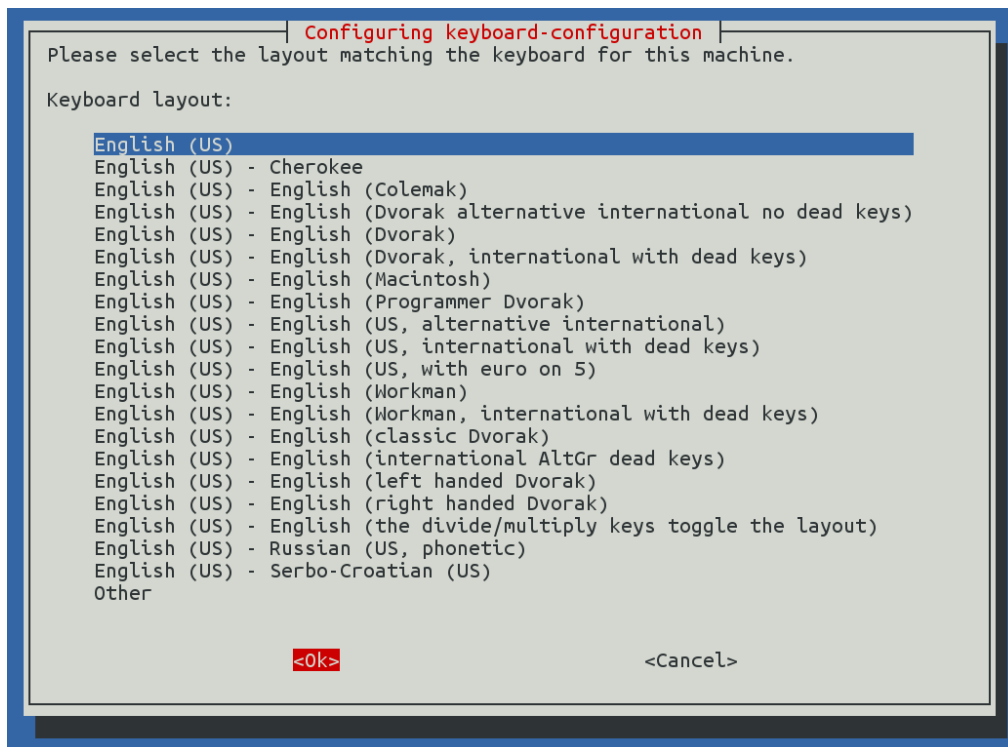 Configuring keyboard-configuration
Please select the layout matching the keyboard for this machine.
Keyboard layout:
English (US)
English (US) - Cherokee
English (US) - English (Colemak)
English (US) - English (Dvorak alternative international no dead keys)
English (US) - English (Dvorak)
English (US) - English (Dvorak, international with dead keys)
English (US) - English (Macintosh)
English (US) - English (Programmer Dvorak)
English (US) - English (US, alternative international)
English (US) - English (US, international with dead keys)
English (US) - English (US, with euro on 5)
English (US) - English (Workman)
English (US) - English (Workman, international with dead keys)
English (US) - English (classic Dvorak)
English (US) - English (international AltGr dead keys)
English (US) - English (left handed Dvorak)
English (US) - English (right handed Dvorak)
English (US) - English (the divide/multiply keys toggle the layout)
English (US) - Russian (US, phonetic)
English (US) - Serbo-Croatian (US)
Other
<Ok> <Cancel>